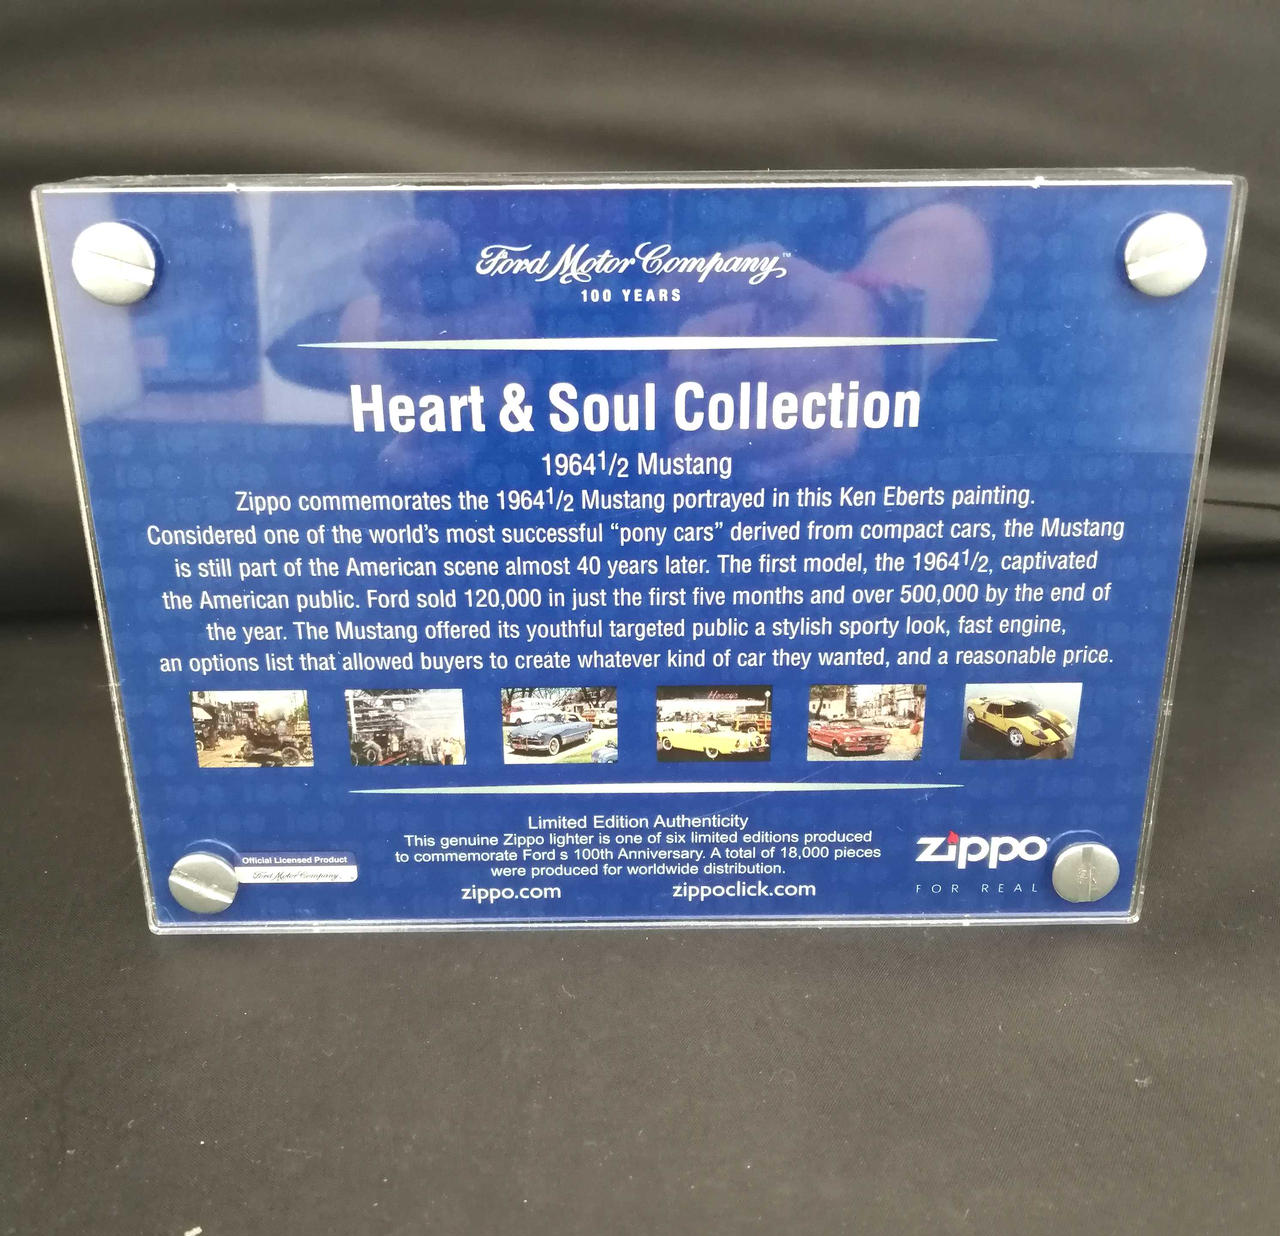 Ford Motor Company™
100 YEARS
Heart & Soul Collection
19641/2 Mustang
Zippo commemorates the 19641/2 Mustang portrayed in this Ken Eberts painting.
Considered one of the world's most successful "pony cars" derived from compact cars, the Mustang
is still part of the American scene almost 40 years later. The first model, the 19641/2, captivated
the American public. Ford sold 120,000 in just the first five months and over 500,000 by the end of
the year. The Mustang offered its youthful targeted public a stylish sporty look, fast engine,
an options list that allowed buyers to create whatever kind of car they wanted, and a reasonable price.
Limited Edition Authenticity
This genuine Zippo lighter is one of six limited editions produced
to commemorate Ford s 100th Anniversary. A total of 18,000 pieces
were produced for worldwide distribution.
zippo.com zippoclick.com
Official Licensed Product
Ford Motor Company
zippo®
FOR REAL